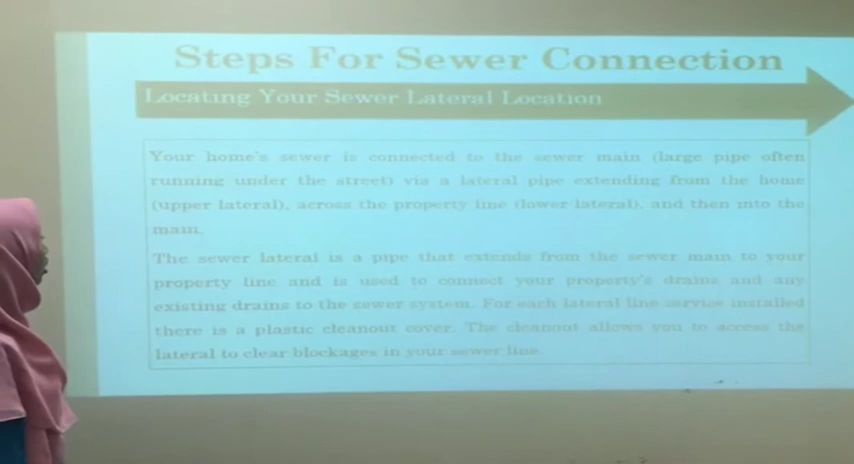 Steps For Sewer Connection
Locating Your Sewer Lateral Location
Your home's sewer is connected to the sewer main (large pipe often
running under the street) via a lateral pipe extending from the home
(upper lateral), across the property line (lower lateral), and then into the
main.
The sewer lateral is a pipe that extends from the sewer main to your
property line and is used to connect your property's drains and any
existing drains to the sewer system. For each lateral line service installed
there is a plastic cleanout cover. The cleanout allows you to access the
lateral to clear blockages in your sewer line.